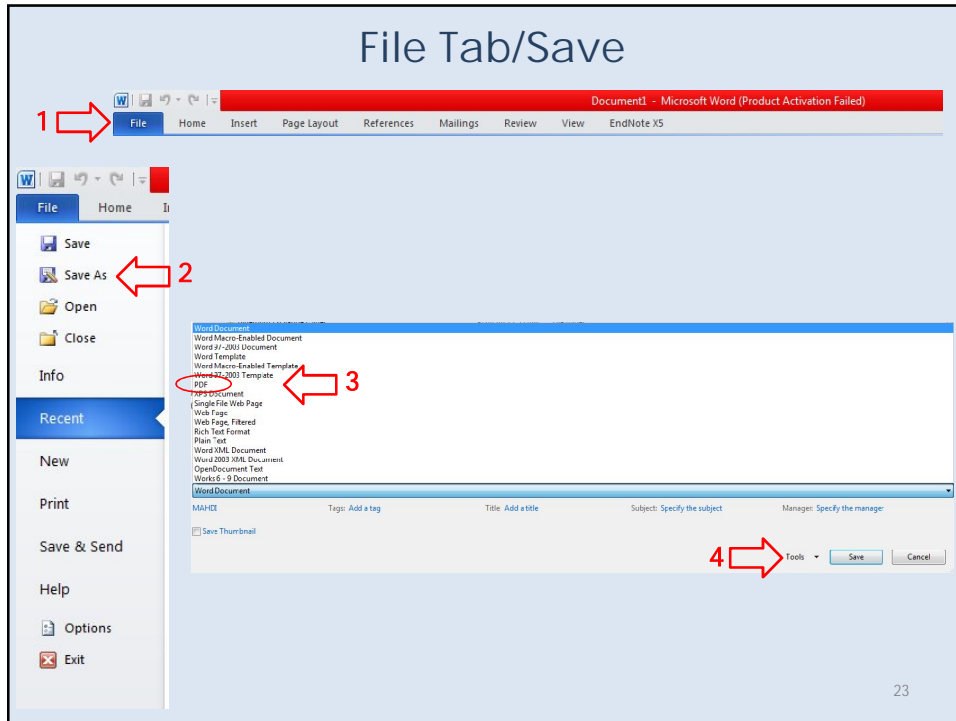 File Tab/Save
Document1 - Microsoft Word (Product Activation Failed)
1
File Home Insert Page Layout References Mailings Review View EndNote X5
File Home
Save
Save As
2
Open
Close
Info
Recent
New
Print
Save & Send
Help
Options
Exit
Word Document
Word Macro-Enabled Document
Word 97-2003 Document
Word Template
Word Macro-Enabled Template
Word 97-2003 Template
PDF
3
XPS Document
Single File Web Page
Web Page
Web Page, Filtered
Rich Text Format
Plain Text
Word XML Document
Word 2003 XML Document
OpenDocument Text
Works 6 - 9 Document
Word Document
MAHDI Tags: Add a tag Title: Add a title Subject: Specify the subject Manager: Specify the manager
Save Thumbnail
4
Tools Save Cancel
23